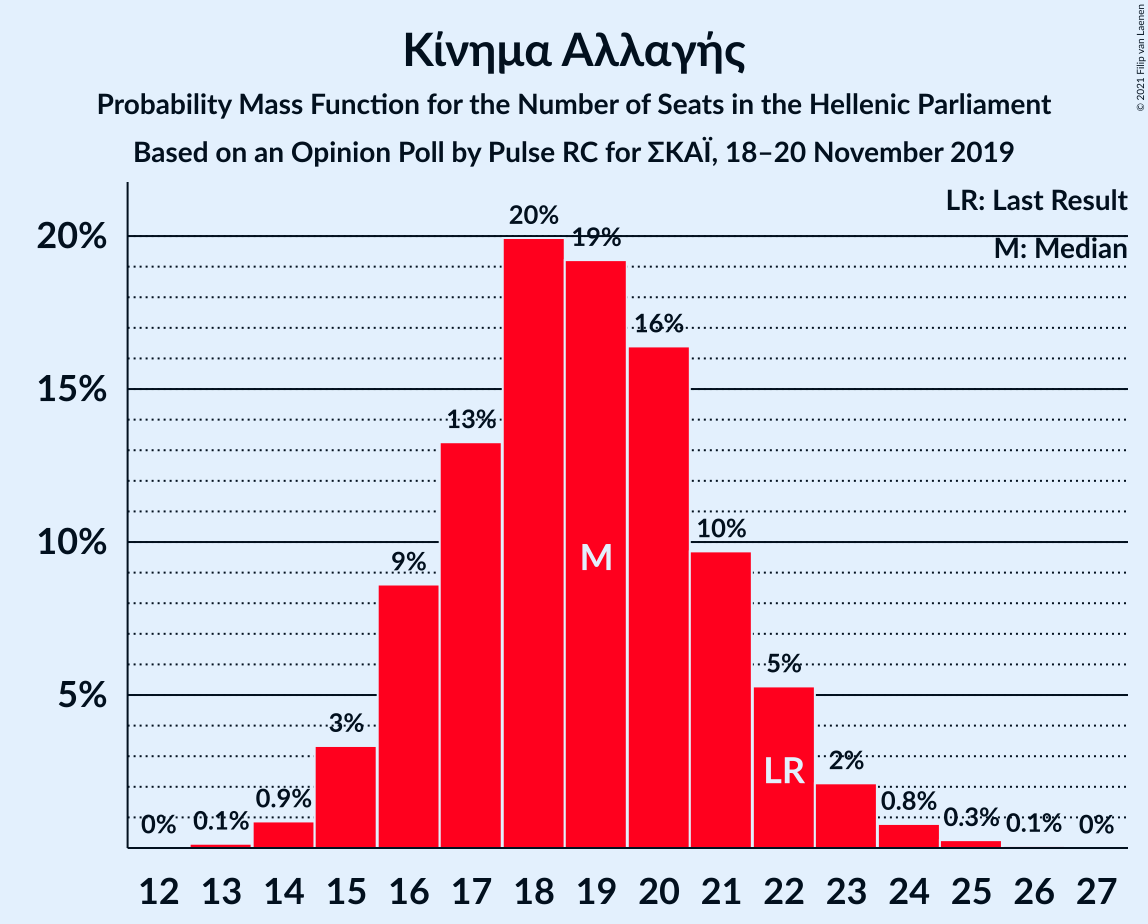 Κίνημα Αλλαγής
Probability Mass Function for the Number of Seats in the Hellenic Parliament
Based on an Opinion Poll by Pulse RC for ΣΚΑΪ, 18–20 November 2019
© 2021 Filip van Laenen
LR: Last Result
M: Median
20%
15%
10%
5%
0%
0.1%
0.9%
3%
9%
13%
20%
19%
16%
10%
5%
2%
0.8%
0.3%
0.1%
0%
M
LR
12 13 14 15 16 17 18 19 20 21 22 23 24 25 26 27